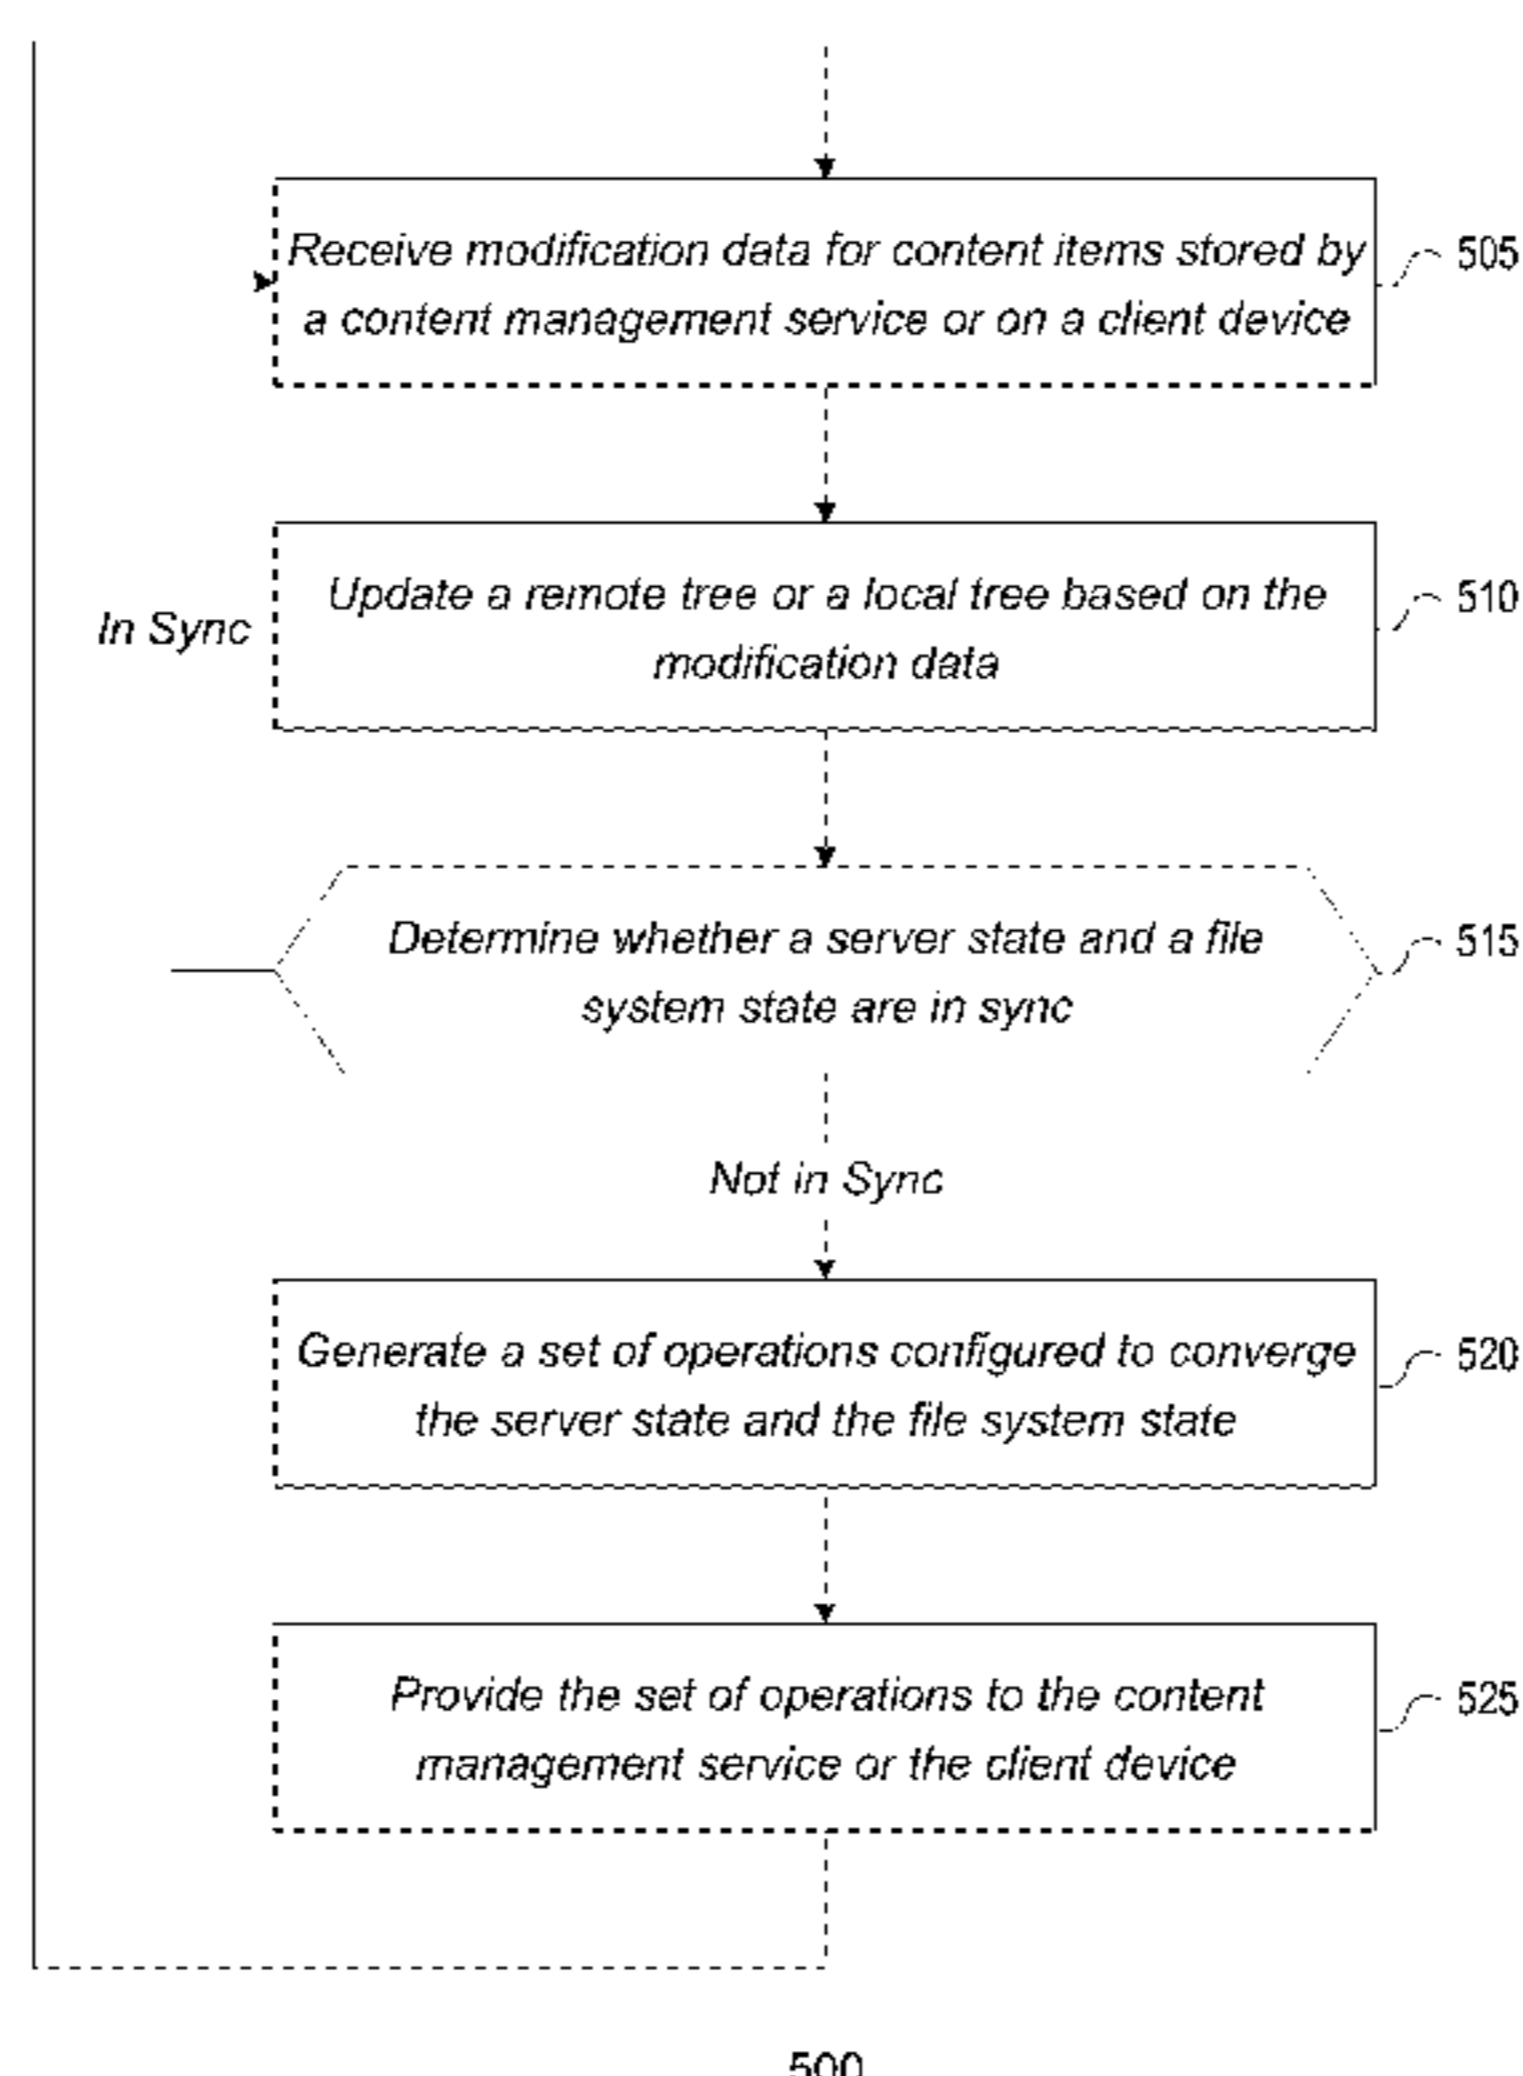 Receive modification data for content items stored by
a content management service or on a client device
505
Update a remote tree or a local tree based on the
modification data
510
In Sync
Determine whether a server state and a file
system state are in sync
515
Not in Sync
Generate a set of operations configured to converge
the server state and the file system state
520
Provide the set of operations to the content
management service or the client device
525
500